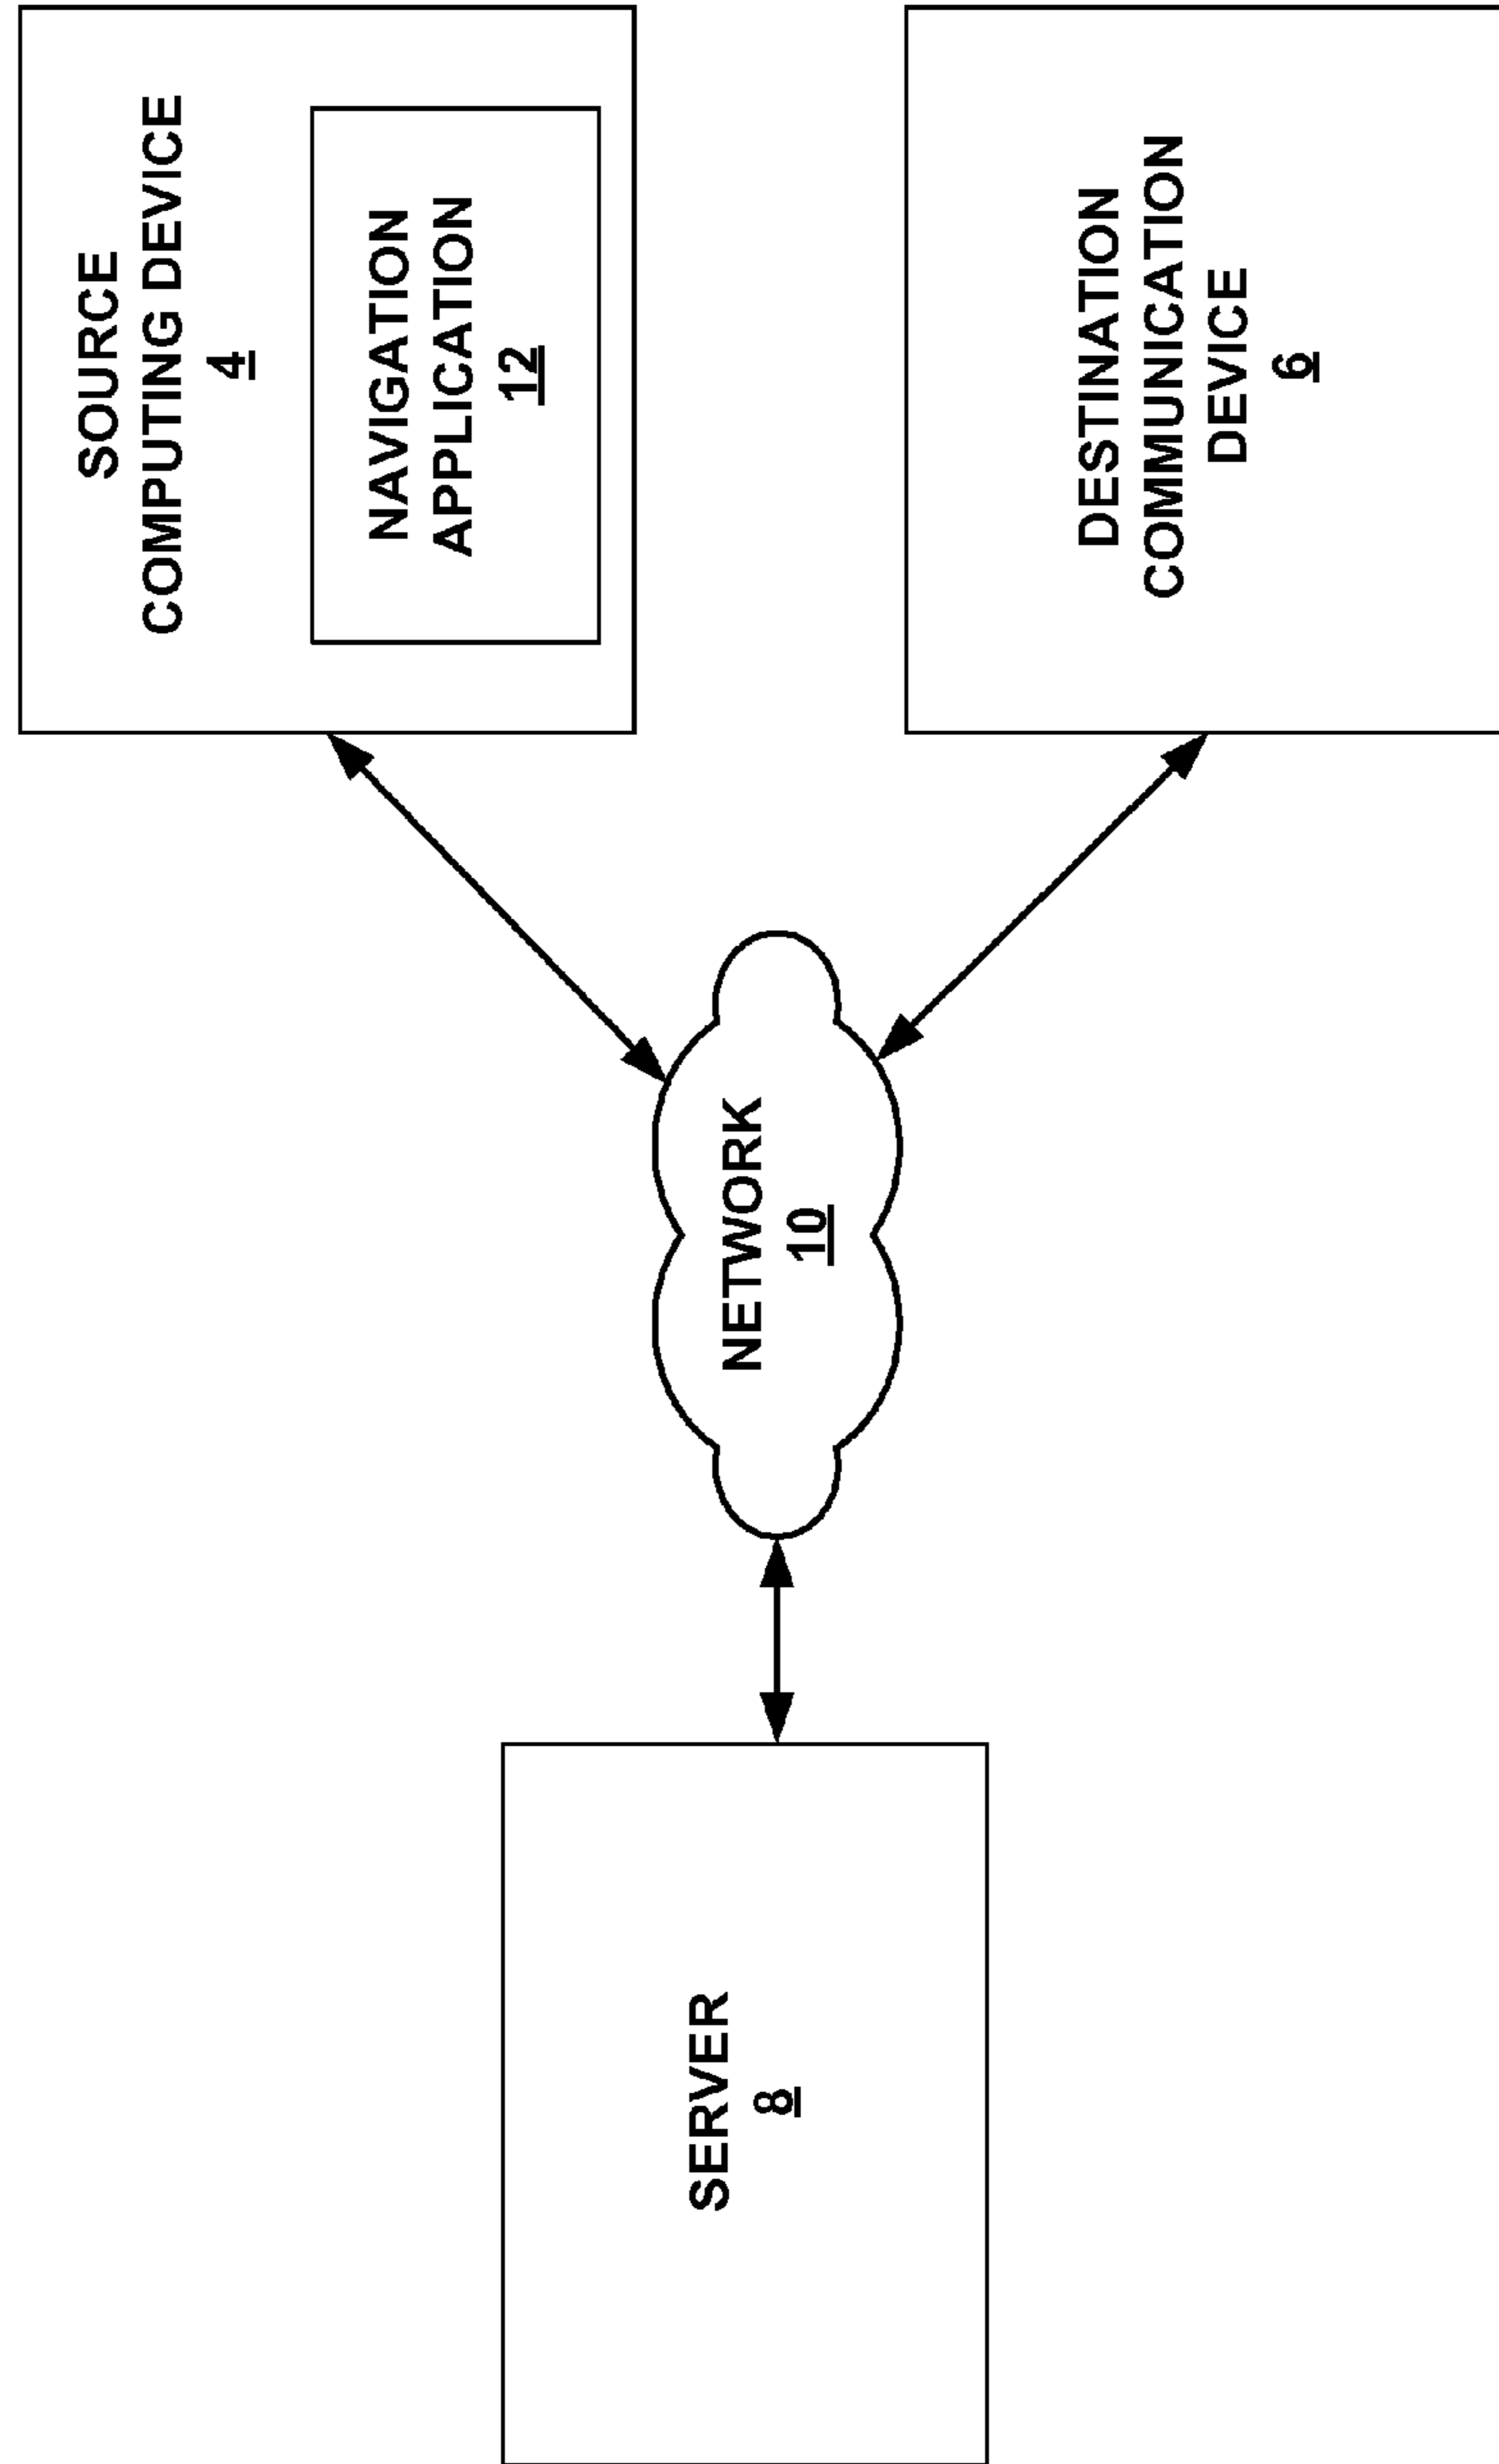 SOURCE
COMPUTING DEVICE
4
NAVIGATION
APPLICATION
12
NETWORK
10
SERVER
8
DESTINATION
COMMUNICATION
DEVICE
6